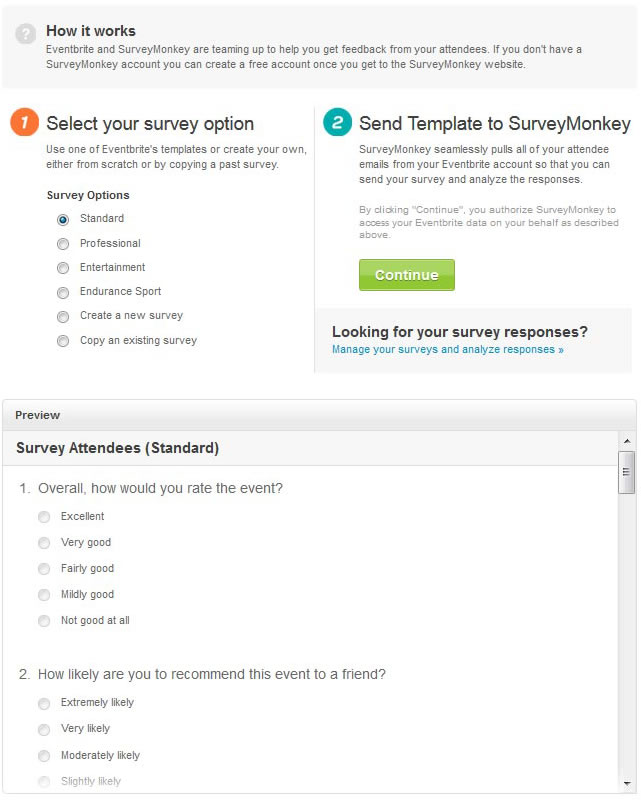 ?
How it works
Eventbrite and SurveyMonkey are teaming up to help you get feedback from your attendees. If you don't have a
SurveyMonkey account you can create a free account once you get to the SurveyMonkey website.
1
Select your survey option
Use one of Eventbrite's templates or create your own,
either from scratch or by copying a past survey.
Survey Options
Standard
Professional
Entertainment
Endurance Sport
Create a new survey
Copy an existing survey
2
Send Template to SurveyMonkey
SurveyMonkey seamlessly pulls all of your attendee
emails from your Eventbrite account so that you can
send your survey and analyze the responses.
By clicking "Continue", you authorize SurveyMonkey to
access your Eventbrite data on your behalf as described
above.
Continue
Looking for your survey responses?
Manage your surveys and analyze responses »
Preview
Survey Attendees (Standard)
1. Overall, how would you rate the event?
Excellent
Very good
Fairly good
Mildly good
Not good at all
2. How likely are you to recommend this event to a friend?
Extremely likely
Very likely
Moderately likely
Slightly likely